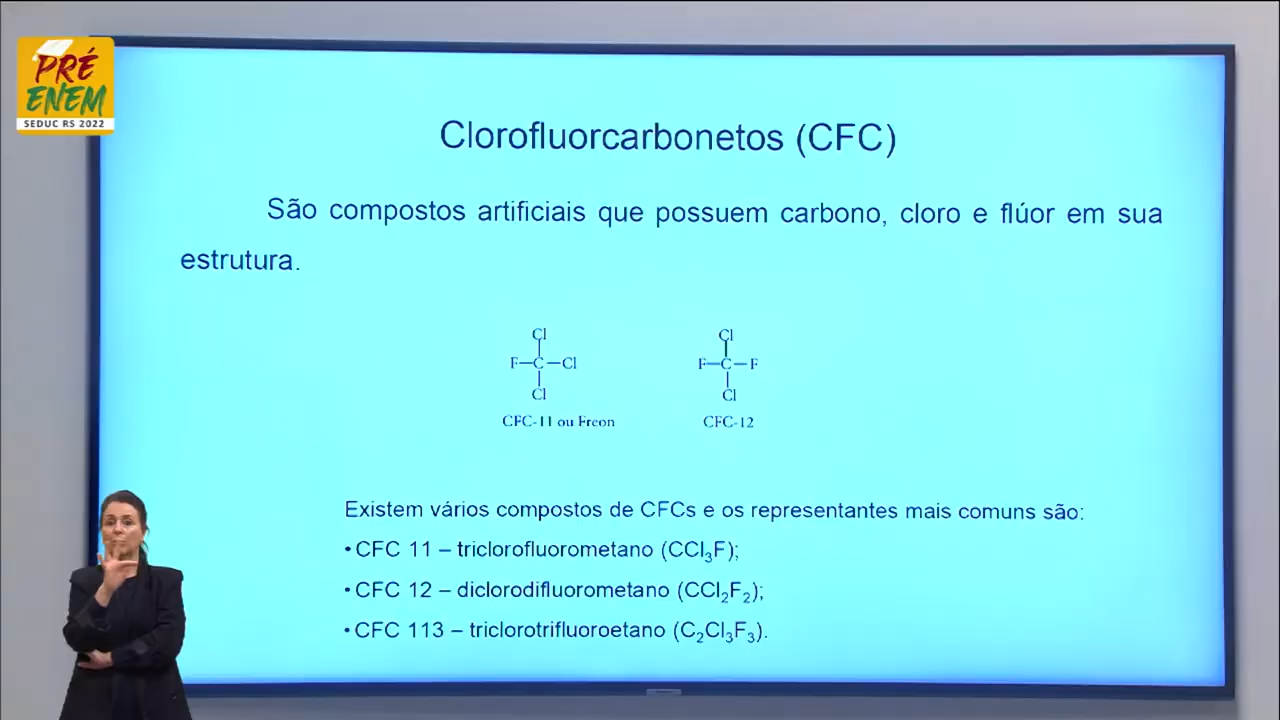 PRÉ
ENEM
SEDUC RS 2022
Clorofluorcarbonetos (CFC)
São compostos artificiais que possuem carbono, cloro e flúor em sua
estrutura.
Cl
F—C—Cl
Cl
CFC-11 ou Freon
Cl
F—C—F
Cl
CFC-12
Existem vários compostos de CFCs e os representantes mais comuns são:
• CFC 11 – triclorofluorometano (CCl₃F);
• CFC 12 – diclorodifluorometano (CCl₂F₂);
• CFC 113 – triclorotrifluoroetano (C₂Cl₃F₃).